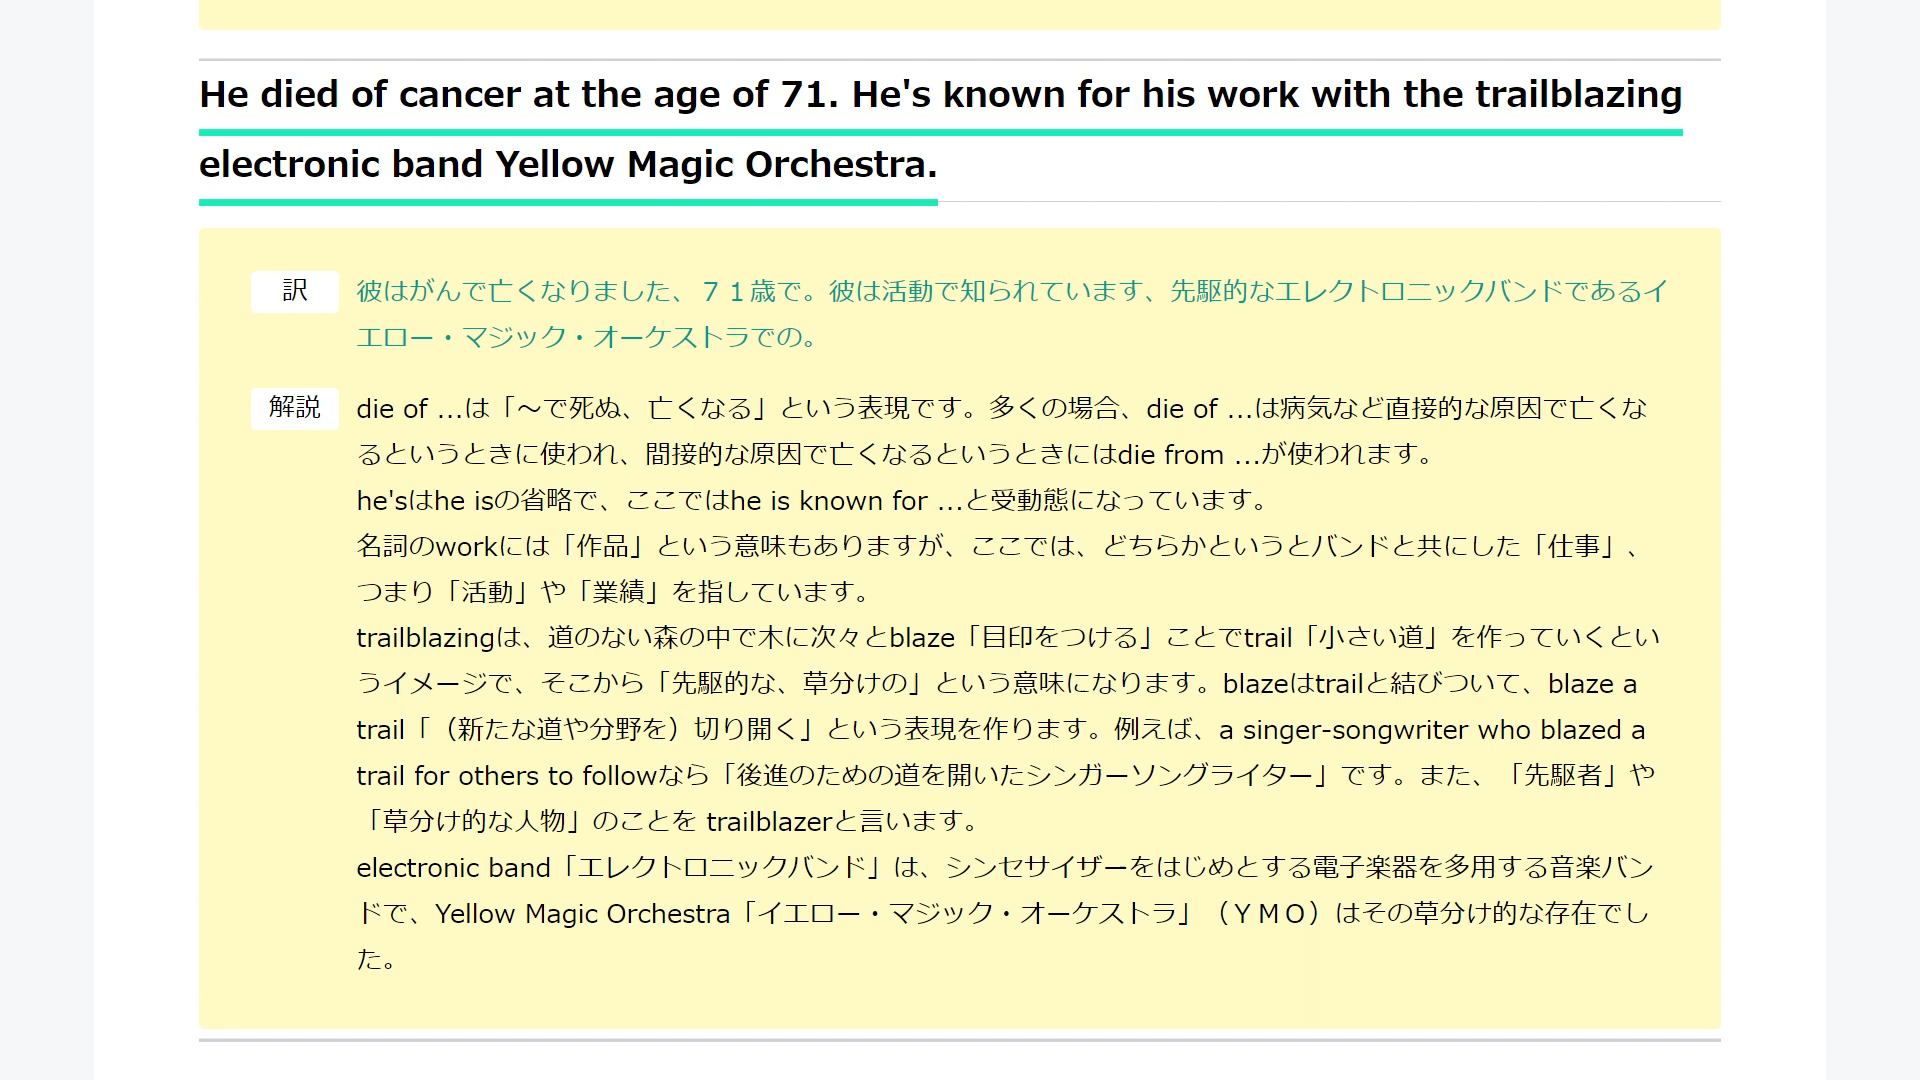 He died of cancer at the age of 71. He's known for his work with the trailblazing
electronic band Yellow Magic Orchestra.
訳
彼はがんで亡くなりました、７１歳で。彼は活動で知られています、先駆的なエレクトロニックバンドであるイ
エロー・マジック・オーケストラでの。
解説
die of ...は「～で死ぬ、亡くなる」という表現です。多くの場合、die of ...は病気など直接的な原因で亡くな
るというときに使われ、間接的な原因で亡くなるというときにはdie from ...が使われます。
he'sはhe isの省略で、ここではhe is known for ...と受動態になっています。
名詞のworkには「作品」という意味もありますが、ここでは、どちらかというとバンドと共にした「仕事」、
つまり「活動」や「業績」を指しています。
trailblazingは、道のない森の中で木に次々とblaze「目印をつける」ことでtrail「小さい道」を作っていくとい
うイメージで、そこから「先駆的な、草分けの」という意味になります。blazeはtrailと結びついて、blaze a
trail「（新たな道や分野を）切り開く」という表現を作ります。例えば、a singer-songwriter who blazed a
trail for others to followなら「後進のための道を開いたシンガーソングライター」です。また、「先駆者」や
「草分け的な人物」のことを trailblazerと言います。
electronic band「エレクトロニックバンド」は、シンセサイザーをはじめとする電子楽器を多用する音楽バン
ドで、Yellow Magic Orchestra「イエロー・マジック・オーケストラ」（ＹＭＯ）はその草分け的な存在でし
た。